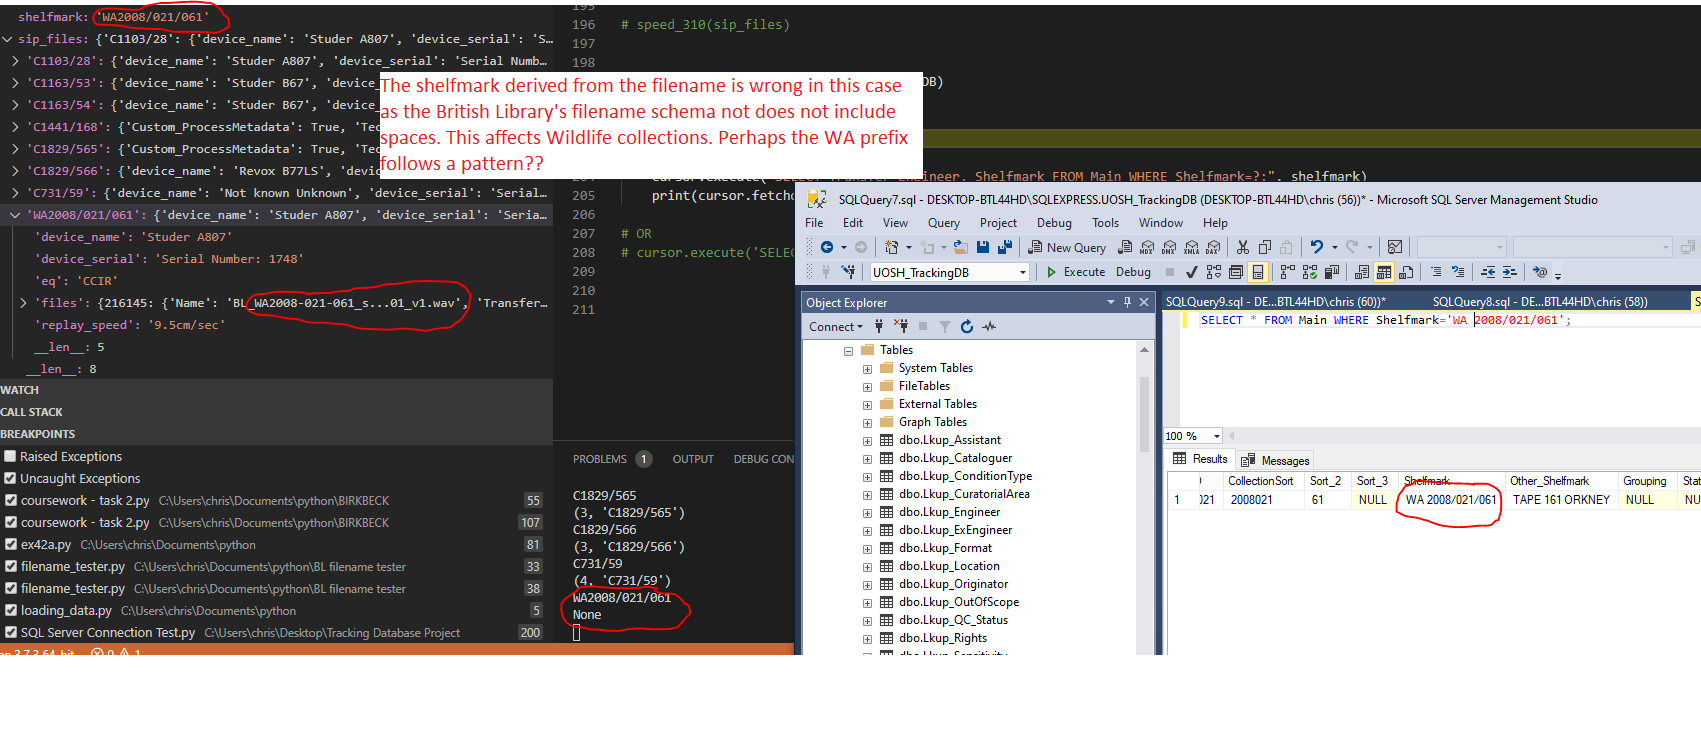 shelfmark: 'WA2008/021/061'
sip_files: {'C1103/28': {'device_name': 'Studer A807', 'device_serial': 'S...
'C1103/28': {'device_name': 'Studer A807', 'device_serial': 'Serial Numb...
'C1163/53': {'device_name': 'Studer B67', 'device_
'C1163/54': {'device_name': 'Studer B67', 'device_
'C1441/168': {'Custom_ProcessMetadata': True, 'Tec
'C1829/565': {'Custom_ProcessMetadata': True, 'Tec
'C1829/566': {'device_name': 'Revox B77LS', 'devic
'C731/59': {'device_name': 'Not known Unknown', 'device_serial': 'Serial...
'WA2008/021/061': {'device_name': 'Studer A807', 'device_serial': 'Seria...
'device_name': 'Studer A807'
'device_serial': 'Serial Number: 1748'
'eq': 'CCIR'
'files': {216145: {'Name': 'BL_WA2008-021-061_s...01_v1.wav', 'Transfer...
'replay_speed': '9.5cm/sec'
__len__: 5
__len__: 8
WATCH
CALL STACK
BREAKPOINTS
Raised Exceptions
Uncaught Exceptions
coursework - task 2.py C:\Users\chris\Documents\python\BIRKBECK 55
coursework - task 2.py C:\Users\chris\Documents\python\BIRKBECK 107
ex42a.py C:\Users\chris\Documents\python 81
filename_tester.py C:\Users\chris\Documents\python\BL filename tester 33
filename_tester.py C:\Users\chris\Documents\python\BL filename tester 38
loading_data.py C:\Users\chris\Documents\python 5
SQL Server Connection Test.py C:\Users\chris\Desktop\Tracking Database Project 200
195
196 # speed_310(sip_files)
197
198
DB)
The shelfmark derived from the filename is wrong in this case
as the British Library's filename schema not does not include
spaces. This affects Wildlife collections. Perhaps the WA prefix
follows a pattern??
Shelfmark FROM Main WHERE Shelfmark=?;", shelfmark)
205 print(cursor.fetch
206
207 # OR
208 # cursor.execute('SELE
209
210
211
PROBLEMS 1 OUTPUT DEBUG CON
C1829/565
(3, 'C1829/565')
C1829/566
(3, 'C1829/566')
C731/59
(4, 'C731/59')
WA2008/021/061
None
SQLQuery7.sql - DESKTOP-BTL44HD\SQLEXPRESS.UOSH_TrackingDB (DESKTOP-BTL44HD\chris (56))* - Microsoft SQL Server Management Studio
File Edit View Query Project Debug Tools Window Help
New Query
UOSH_TrackingDB Execute Debug
Object Explorer
Connect
Tables
System Tables
FileTables
External Tables
Graph Tables
dbo.Lkup_Assistant
dbo.Lkup_Cataloguer
dbo.Lkup_ConditionType
dbo.Lkup_CuratorialArea
dbo.Lkup_Engineer
dbo.Lkup_ExEngineer
dbo.Lkup_Format
dbo.Lkup_Location
dbo.Lkup_Originator
dbo.Lkup_OutOfScope
dbo.Lkup_QC_Status
dbo.Lkup_Rights
SQLQuery9.sql - DE...BTL44HD\chris (60))* SQLQuery8.sql - DE...BTL44HD\chris (58))
SELECT * FROM Main WHERE Shelfmark='WA 2008/021/061';
100 %
Results Messages
CollectionSort Sort_2 Sort_3 Shelfmark Other_Shelfmark Grouping Stat
1 021 2008021 61 NULL WA 2008/021/061 TAPE 161 ORKNEY NULL NU